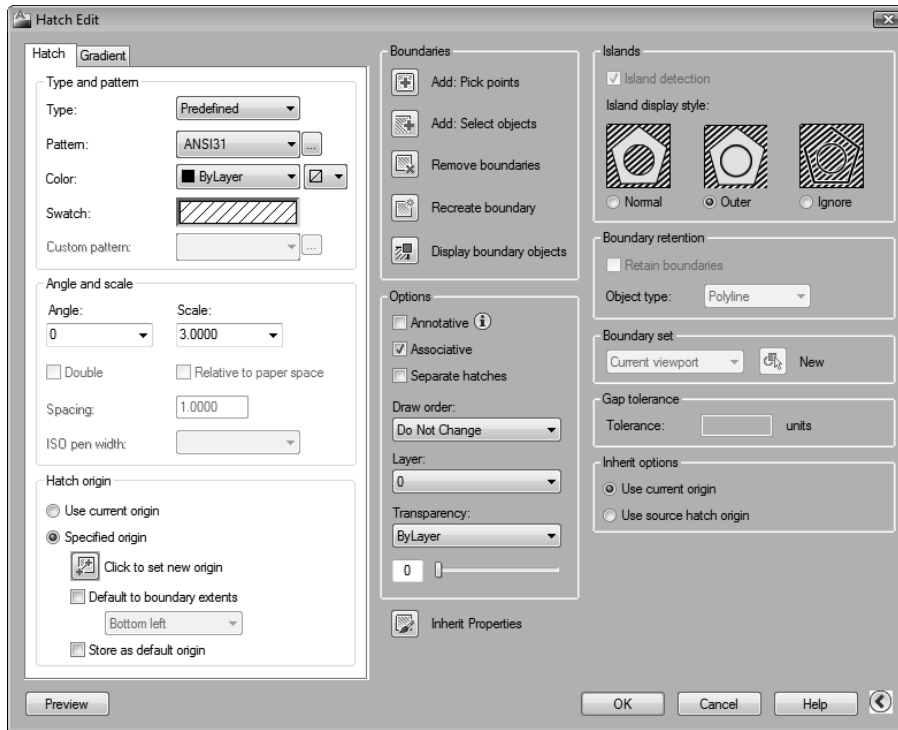 Hatch Edit
Hatch
Gradient
Type and pattern
Type:
Predefined
Pattern:
ANSI31
...
Color:
ByLayer
Swatch:
Custom pattern:
...
Angle and scale
Angle:
Scale:
0
3.0000
Double
Relative to paper space
Spacing:
1.0000
ISO pen width:
Hatch origin
Use current origin
Specified origin
Click to set new origin
Default to boundary extents
Bottom left
Store as default origin
Boundaries
Add: Pick points
Add: Select objects
Remove boundaries
Recreate boundary
Display boundary objects
Options
Annotative
Associative
Separate hatches
Draw order:
Do Not Change
Layer:
0
Transparency:
ByLayer
0
Inherit Properties
Islands
Island detection
Island display style:
Normal
Outer
Ignore
Boundary retention
Retain boundaries
Object type:
Polyline
Boundary set
Current viewport
New
Gap tolerance
Tolerance:
units
Inherit options
Use current origin
Use source hatch origin
Preview
OK
Cancel
Help